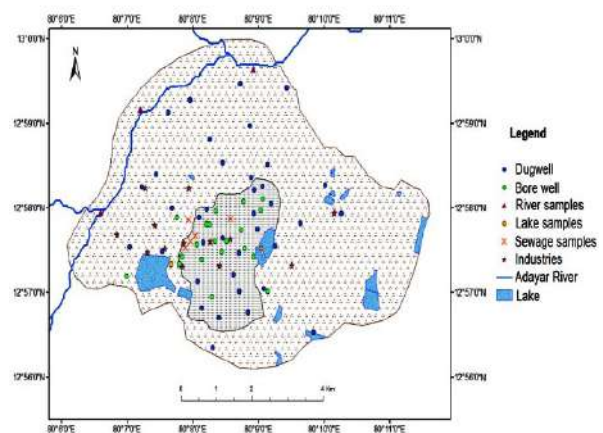 80°6'0"E 80°7'0"E 80°8'0"E 80°9'0"E 80°10'0"E 80°11'0"E
13°0'0"N 13°0'0"N
N
12°59'0"N 12°59'0"N
Legend
Dugwell
Bore well
River samples
Lake samples
Sewage samples
Industries
Adayar River
Lake
12°58'0"N 12°58'0"N
12°57'0"N 12°57'0"N
12°56'0"N 12°56'0"N
0 1 2 4 Km
80°6'0"E 80°7'0"E 80°8'0"E 80°9'0"E 80°10'0"E 80°11'0"E